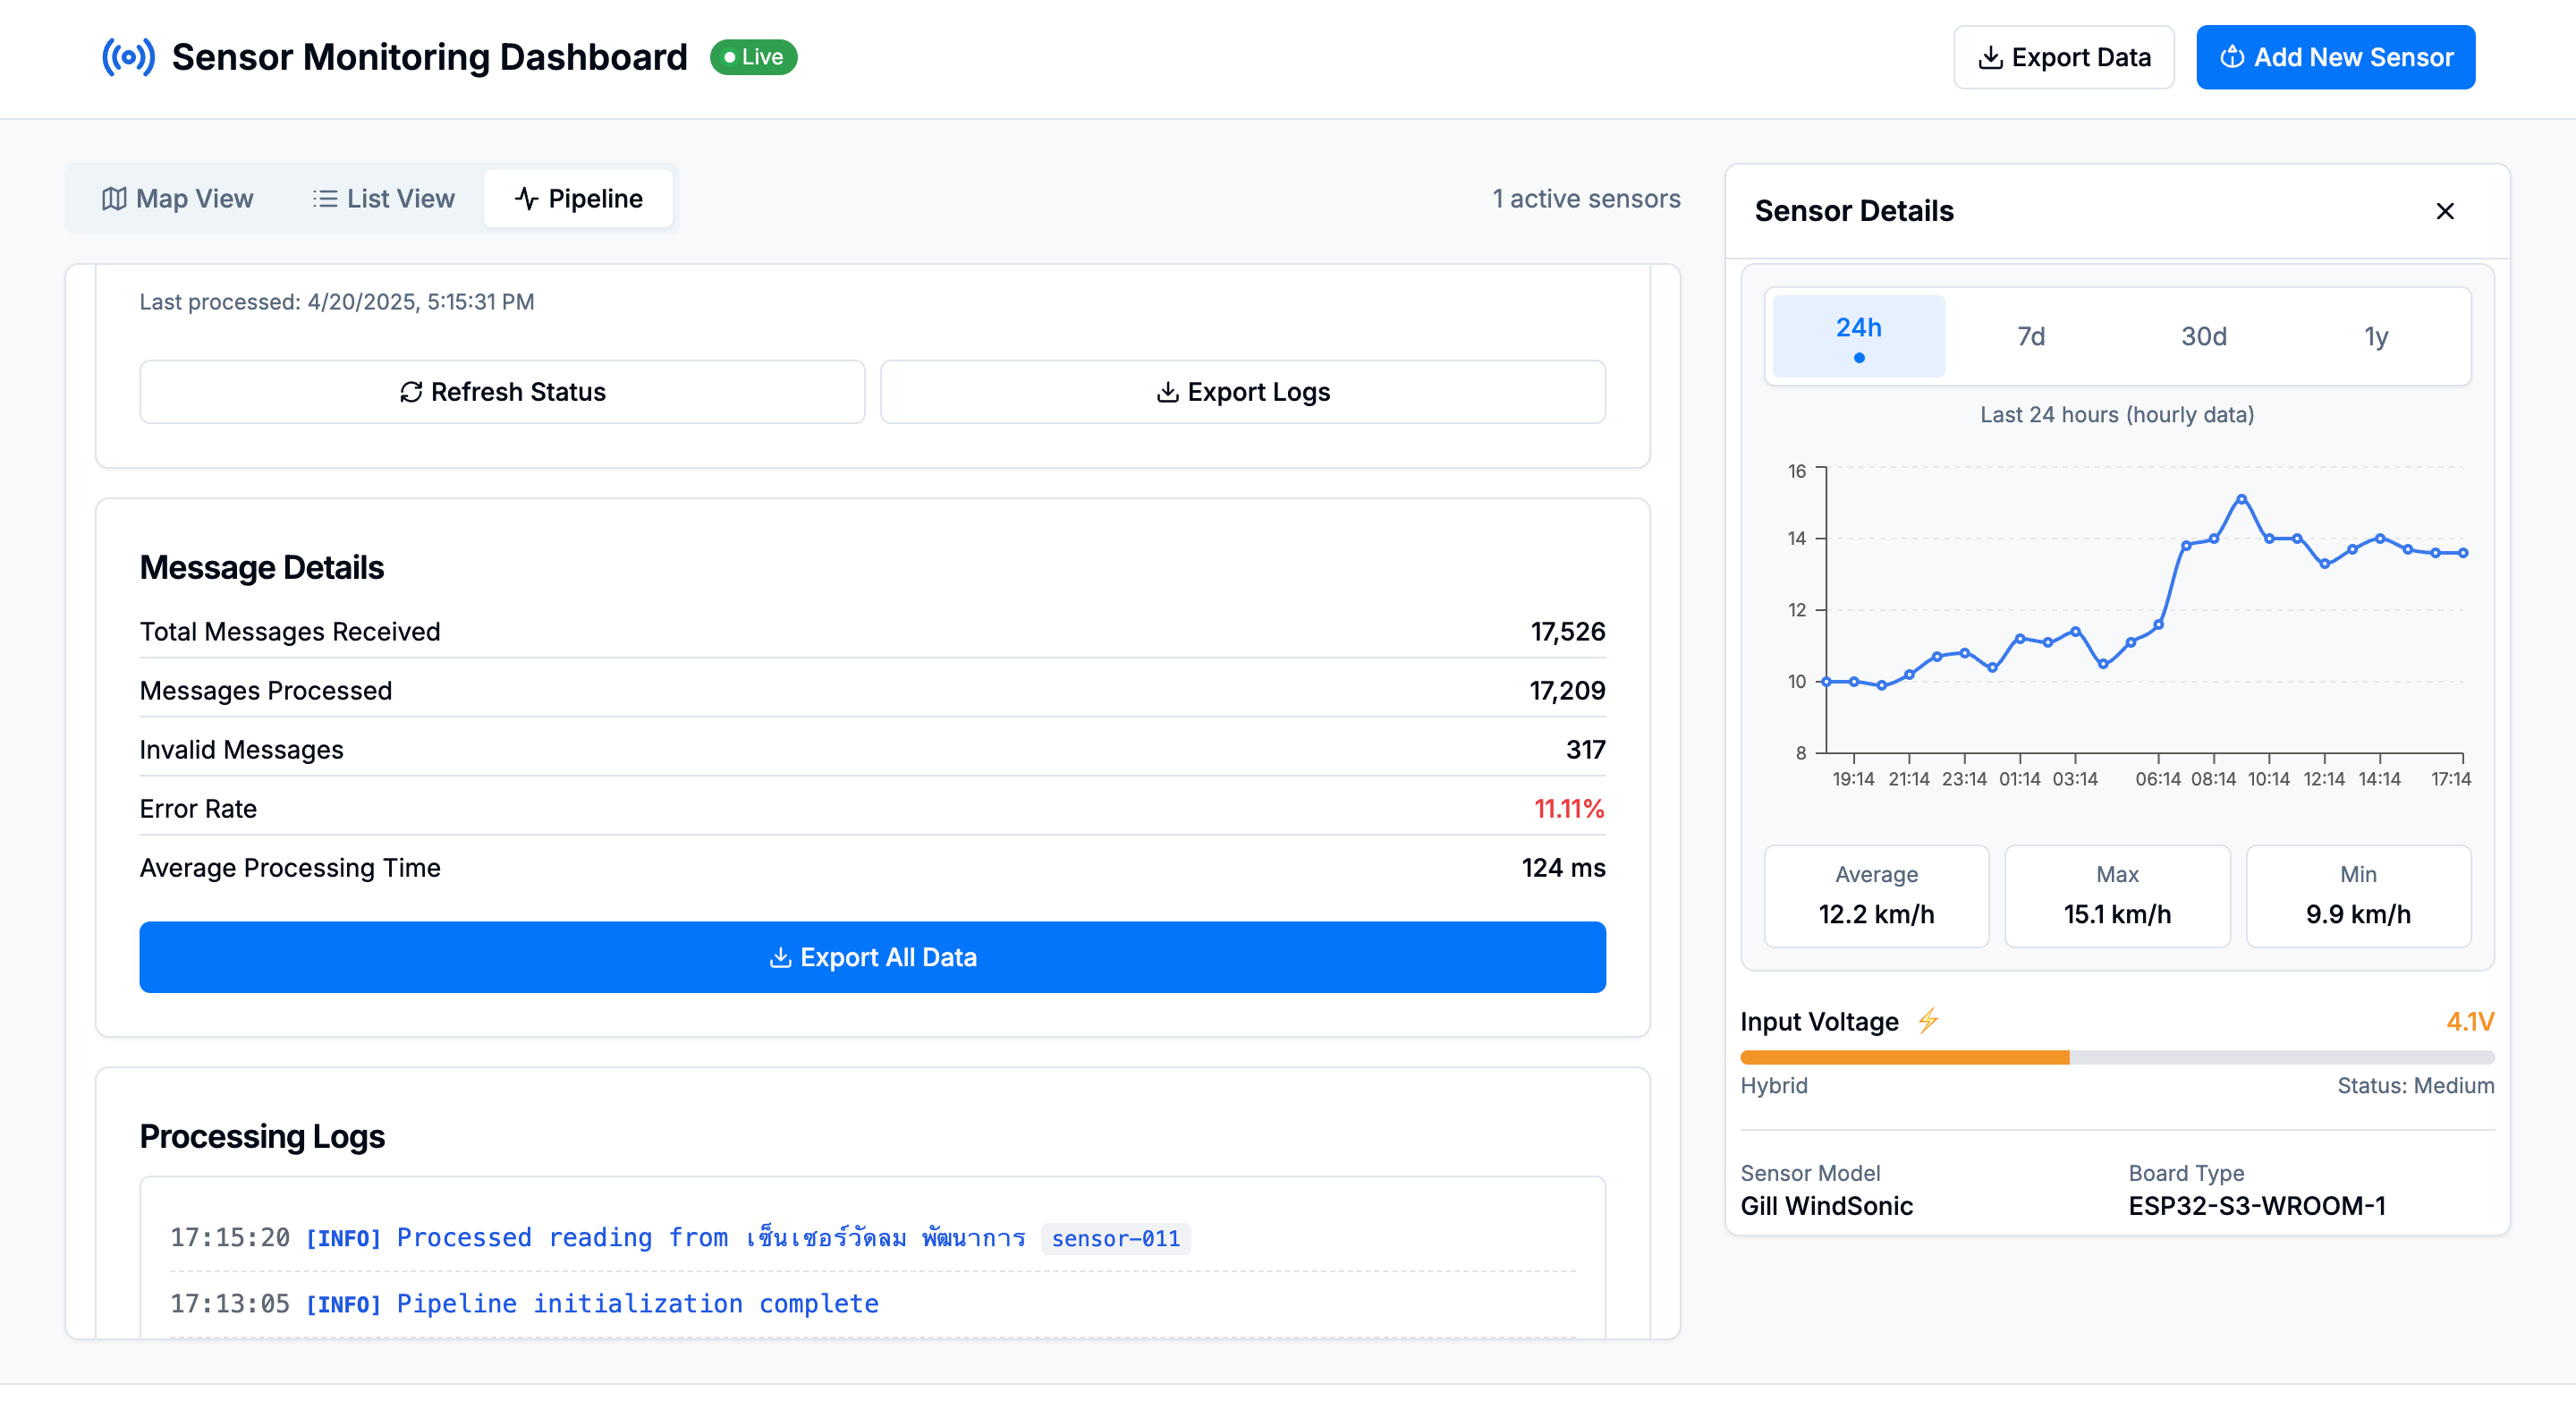 Sensor Monitoring Dashboard
Live
Export Data
Add New Sensor
Map View
List View
Pipeline
1 active sensors
Last processed: 4/20/2025, 5:15:31 PM
Refresh Status
Export Logs
Message Details
Total Messages Received 17,526
Messages Processed 17,209
Invalid Messages 317
Error Rate 11.11%
Average Processing Time 124 ms
Export All Data
Processing Logs
17:15:20 [INFO] Processed reading from เซ็นเซอร์วัดลม พัฒนาการ sensor-011
17:13:05 [INFO] Pipeline initialization complete
Sensor Details
24h 7d 30d 1y
Last 24 hours (hourly data)
16
14
12
10
8
19:14 21:14 23:14 01:14 03:14 06:14 08:14 10:14 12:14 14:14 17:14
Average Max Min
12.2 km/h 15.1 km/h 9.9 km/h
Input Voltage ⚡ 4.1V
Hybrid Status: Medium
Sensor Model Board Type
Gill WindSonic ESP32-S3-WROOM-1